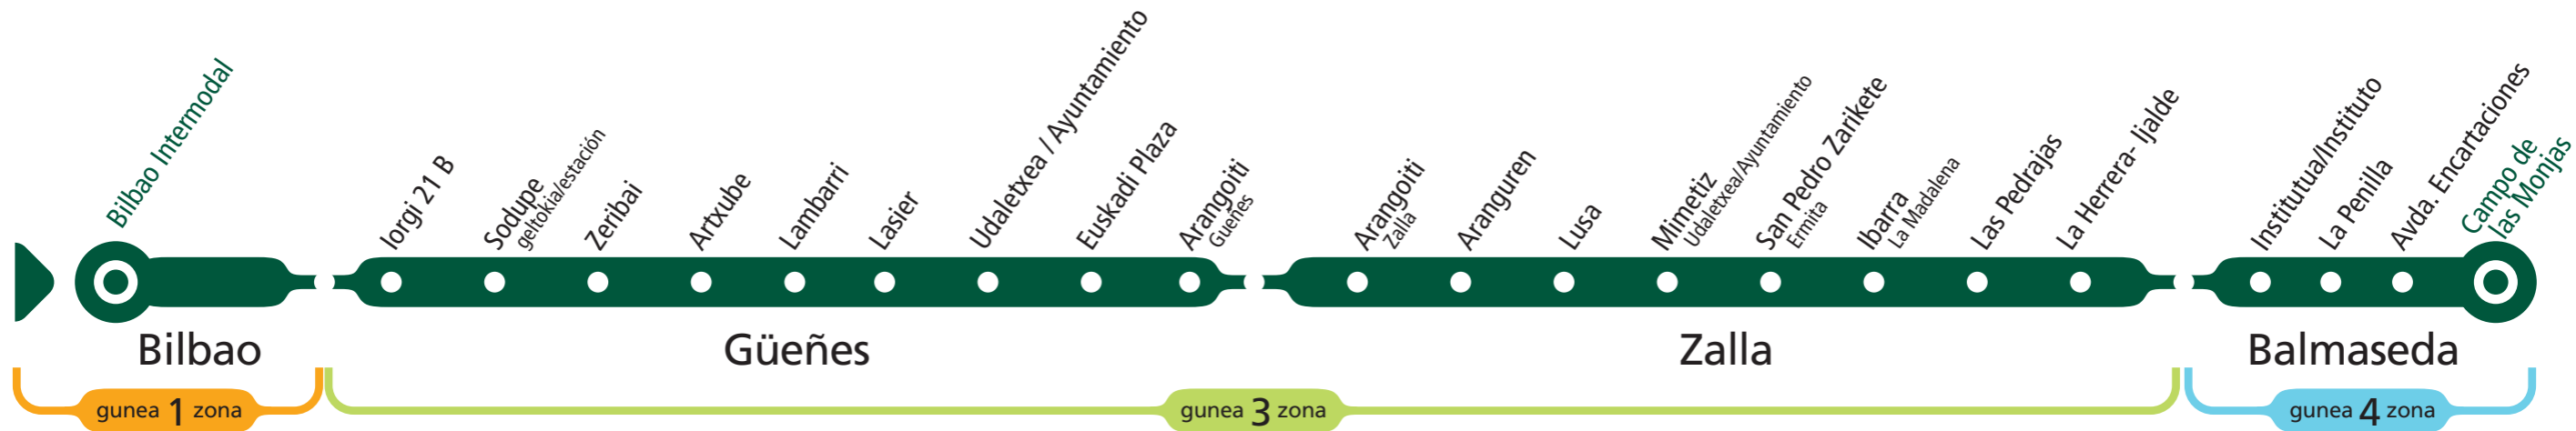 Bilbao Intermodal
Iorgi 21 B
Sodupe
geltokia/estación
Zeribai
Artxube
Lambarri
Lasier
Udaletxea / Ayuntamiento
Euskadi Plaza
Arangoiti
Gueñes
Arangoiti
Zalla
Aranguren
Lusa
Mimetiz
Udaletxea/Ayuntamiento
San Pedro Zarikete
Ermita
Ibarra
La Madalena
Las Pedrajas
La Herrera- Ijalde
Institutua/Instituto
La Penilla
Avda. Encartaciones
Campo de
las Monjas
Bilbao
Güeñes
Zalla
Balmaseda
gunea 1 zona
gunea 3 zona
gunea 4 zona